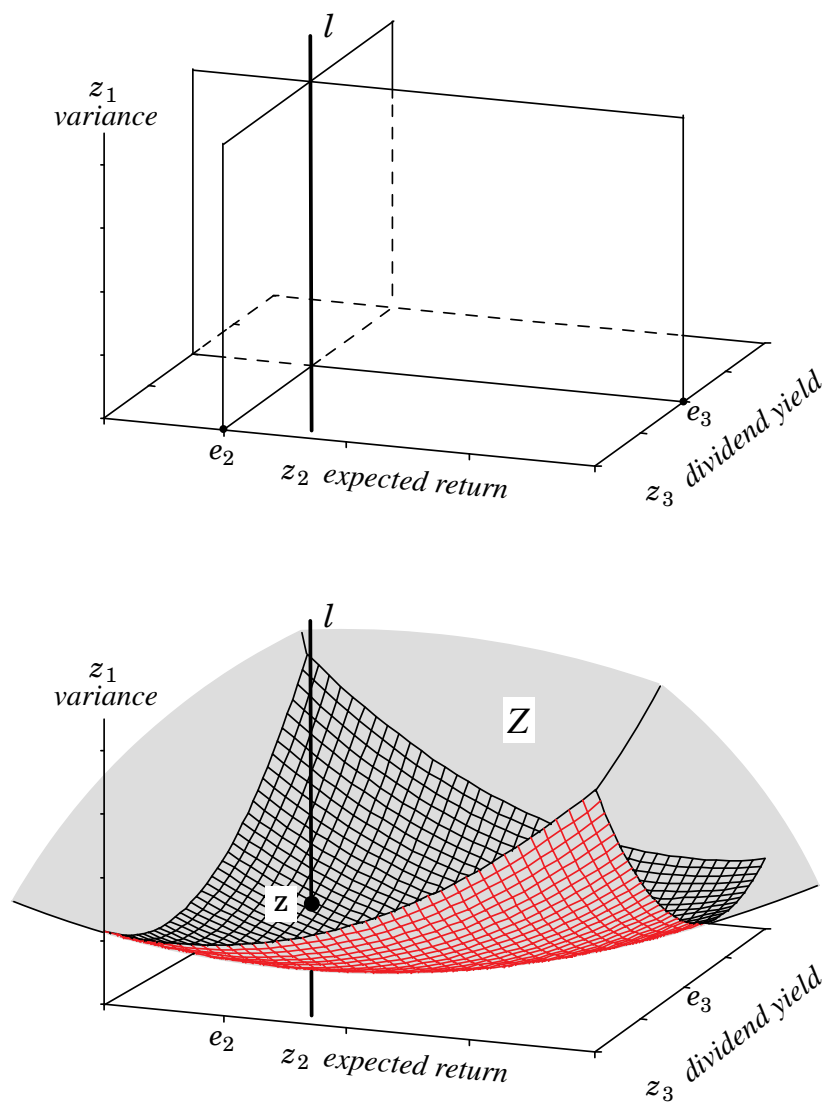 l
z1
variance
e3
e2
z2 expected return
z3 dividend yield
l
z1
variance
Z
z
e3
e2
z2 expected return
z3 dividend yield